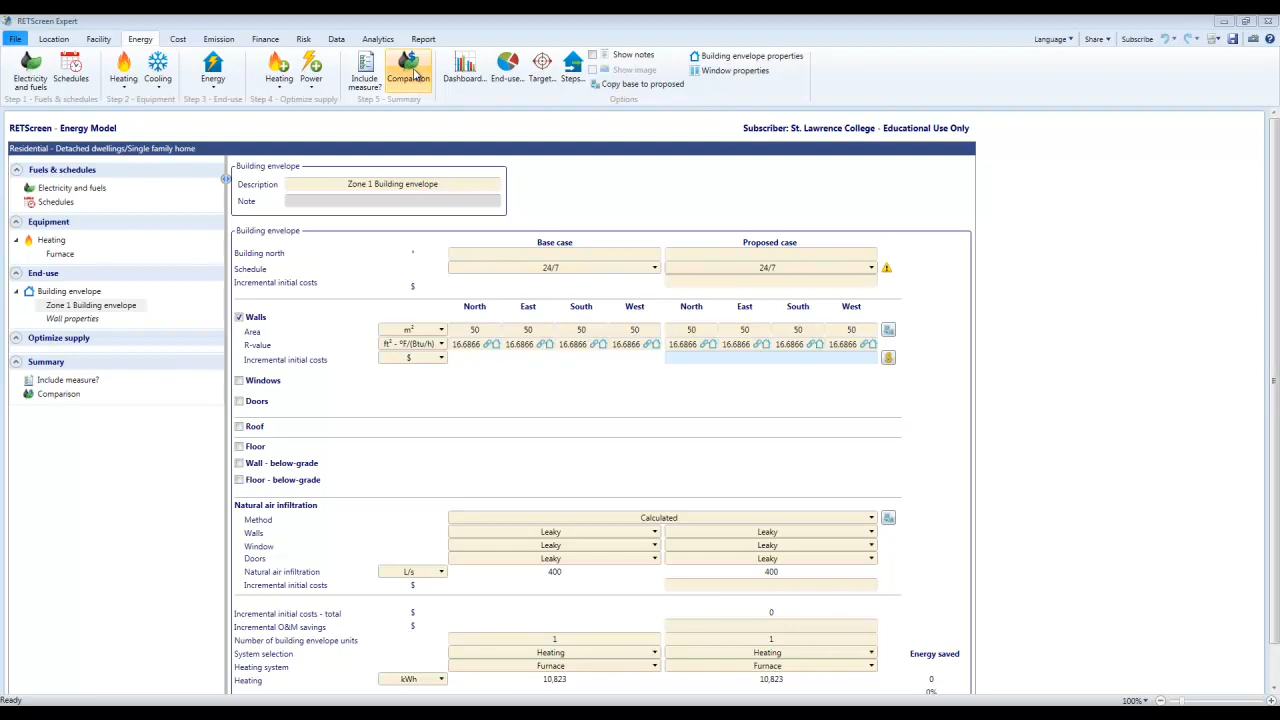 RETScreen Expert
File Location Facility Energy Cost Emission Finance Risk Data Analytics Report
Language Share Subscribe
Electricity and fuels
Schedules
Heating
Cooling
Energy
Heating
Power
Include measure?
Comparison
Dashboard...
End-use...
Target...
Steps...
Show notes
Show image
Copy base to proposed
Building envelope properties
Window properties
Step 1 - Fuels & schedules Step 2 - Equipment Step 3 - End-use Step 4 - Optimize supply Step 5 - Summary Options
RETScreen - Energy Model
Subscriber: St. Lawrence College - Educational Use Only
Residential - Detached dwellings/Single family home
Fuels & schedules
Electricity and fuels
Schedules
Equipment
Heating
Furnace
End-use
Building envelope
Zone 1 Building envelope
Wall properties
Optimize supply
Summary
Include measure?
Comparison
Building envelope
Description Zone 1 Building envelope
Note
Building envelope
Base case Proposed case
Building north °
Schedule 24/7 24/7
Incremental initial costs $
North East South West North East South West
Walls
Area m² 50 50 50 50 50 50 50 50
R-value ft² - ºF/(Btu/h) 16.6866 16.6866 16.6866 16.6866 16.6866 16.6866 16.6866 16.6866
Incremental initial costs $
Windows
Doors
Roof
Floor
Wall - below-grade
Floor - below-grade
Natural air infiltration
Method Calculated
Walls Leaky Leaky
Window Leaky Leaky
Doors Leaky Leaky
Natural air infiltration L/s 400 400
Incremental initial costs $
Incremental initial costs - total $ 0
Incremental O&M savings $
Number of building envelope units 1 1
System selection Heating Heating Energy saved
Heating system Furnace Furnace
Heating kWh 10,823 10,823 0
0%
Ready
100%